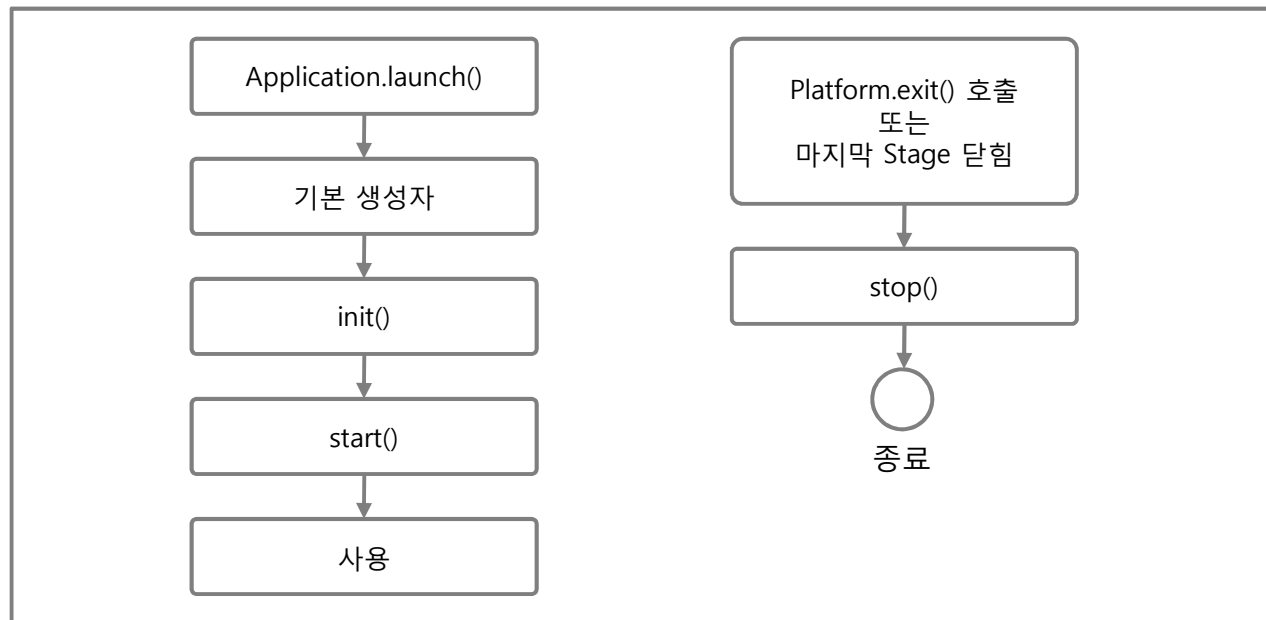 Application.launch()
기본 생성자
init()
start()
사용
Platform.exit() 호출
또는
마지막 Stage 닫힘
stop()
종료